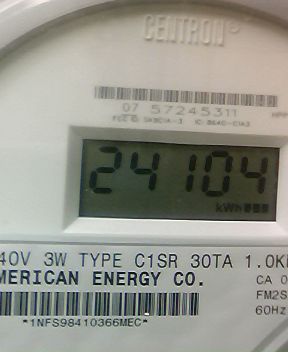 CENTRON®
07 57245311
24104
kWh
40V 3W TYPE C1SR 30TA 1.0K
MERICAN ENERGY CO.
CA 0
FM2S
60Hz
*1NFS98410366MEC*